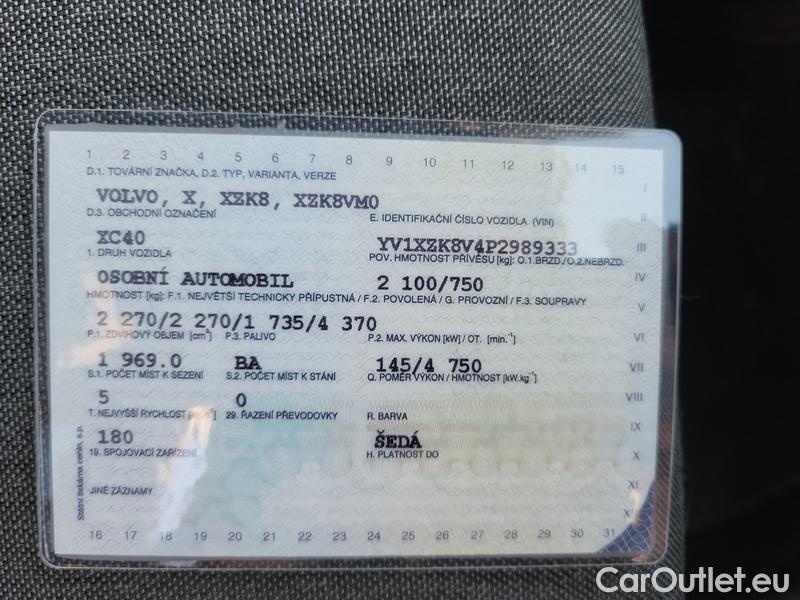 1 2 3 4 5 6 7 8 9 10 11 12 13 14 15
D.1. TOVÁRNÍ ZNAČKA, D.2. TYP, VARIANTA, VERZE
I
VOLVO, X, XZK8, XZK8VM0
D.3. OBCHODNÍ OZNAČENÍ E. IDENTIFIKAČNÍ ČÍSLO VOZIDLA (VIN)
II
XC40 YV1XZK8V4P2989333
III
1. DRUH VOZIDLA POV. HMOTNOST PŘÍVĚSU [kg]: O.1.BRZD./O.2.NEBRZD.
OSOBNÍ AUTOMOBIL 2 100/750
IV
HMOTNOST [kg]: F.1. NEJVĚTŠÍ TECHNICKY PŘÍPUSTNÁ / F.2. POVOLENÁ / G. PROVOZNÍ / F.3. SOUPRAVY
V
2 270/2 270/1 735/4 370
P.1. ZDVIHOVÝ OBJEM [cm³] P.3. PALIVO P.2. MAX. VÝKON [kW] / OT. [min.⁻¹]
VI
1 969.0 BA 145/4 750
VII
S.1. POČET MÍST K SEZENÍ S.2. POČET MÍST K STÁNÍ Q. POMĚR VÝKON / HMOTNOST [kW.kg⁻¹]
5 0
VIII
T. NEJVYŠŠÍ RYCHLOST 29. ŘAZENÍ PŘEVODOVKY R. BARVA
IX
180 ŠEDÁ
19. SPOJOVACÍ ZAŘÍZENÍ H. PLATNOST DO
X
JINÉ ZÁZNAMY
XI
Státní tiskárna cenin, s.p.
16 17 18 19 20 21 22 23 24 25 26 27 28 29 30 31
CarOutlet.eu